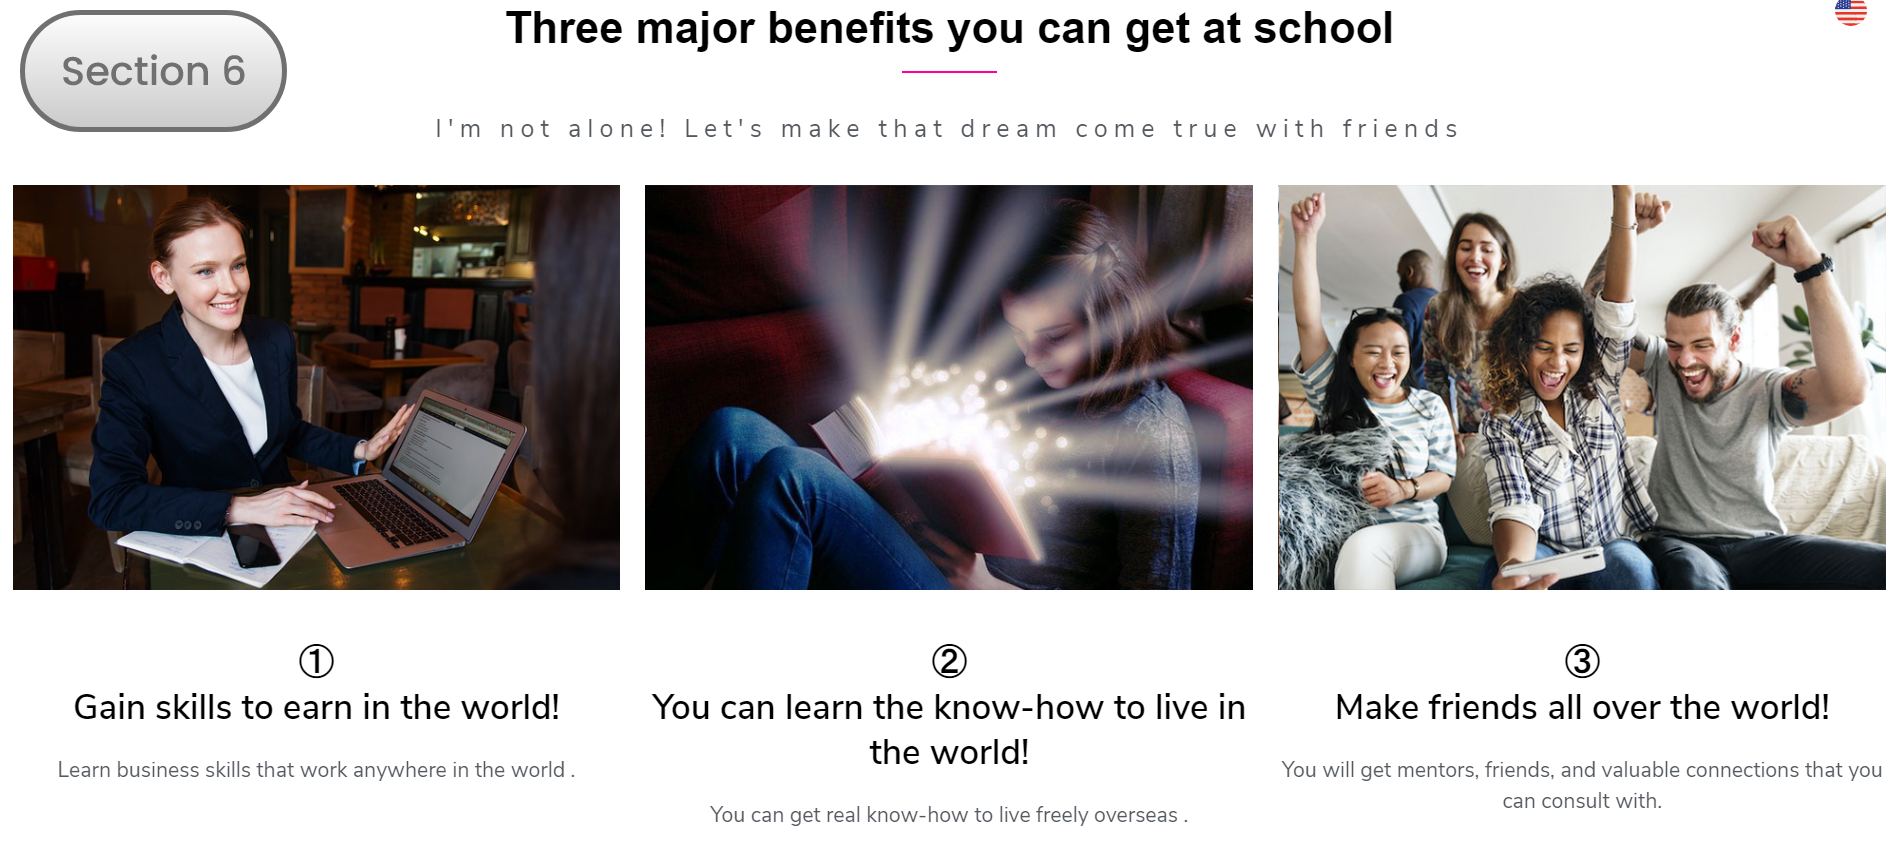 Section 6
Three major benefits you can get at school
I'm not alone! Let's make that dream come true with friends
①
Gain skills to earn in the world!
Learn business skills that work anywhere in the world .
②
You can learn the know-how to live in
the world!
You can get real know-how to live freely overseas .
③
Make friends all over the world!
You will get mentors, friends, and valuable connections that you
can consult with.